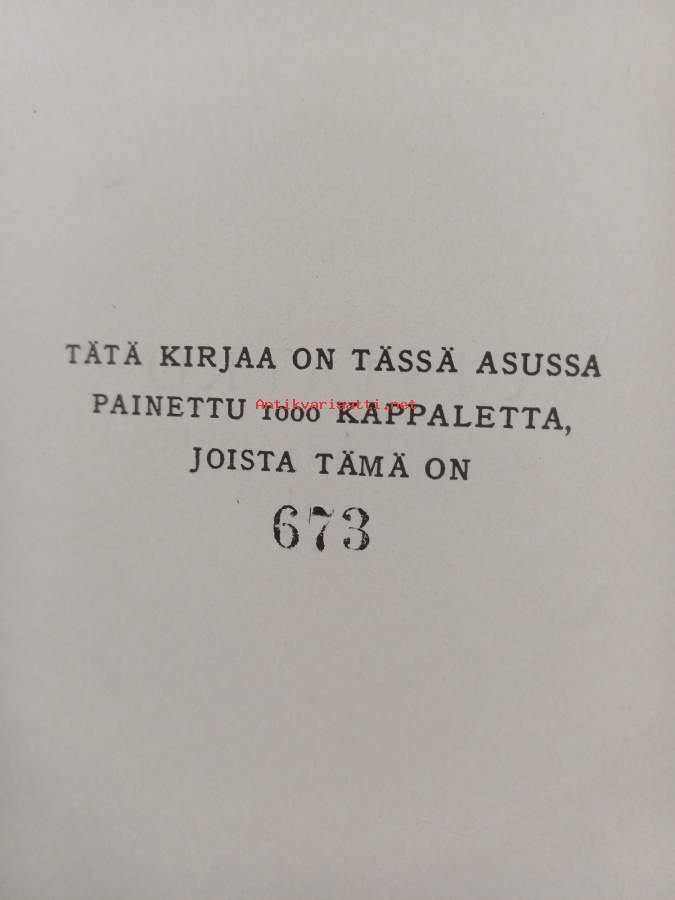 TÄTÄ KIRJAA ON TÄSSÄ ASUSSA
Antikvariaatti.net
PAINETTU 1000 KAPPALETTA,
JOISTA TÄMÄ ON
673